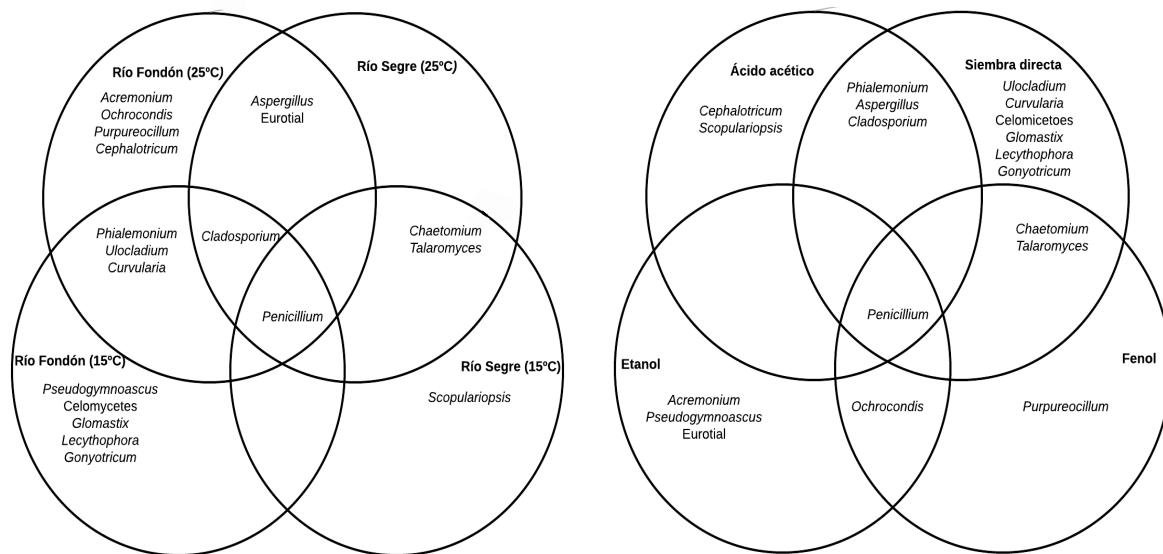 Río Fondón (25ºC)
Acremonium
Ochrocondis
Purpureocillum
Cephalotricum
Aspergillus
Eurotial
Río Segre (25ºC)
Phialemonium
Ulocladium
Curvularia
Cladosporium
Chaetomium
Talaromyces
Penicillium
Río Fondón (15ºC)
Pseudogymnoascus
Celomycetes
Glomastix
Lecythophora
Gonyotricum
Río Segre (15ºC)
Scopulariopsis
Ácido acético
Cephalotricum
Scopulariopsis
Phialemonium
Aspergillus
Cladosporium
Siembra directa
Ulocladium
Curvularia
Celomicetoes
Glomastix
Lecythophora
Gonyotricum
Chaetomium
Talaromyces
Penicillium
Etanol
Acremonium
Pseudogymnoascus
Eurotial
Ochrocondis
Fenol
Purpureocillum